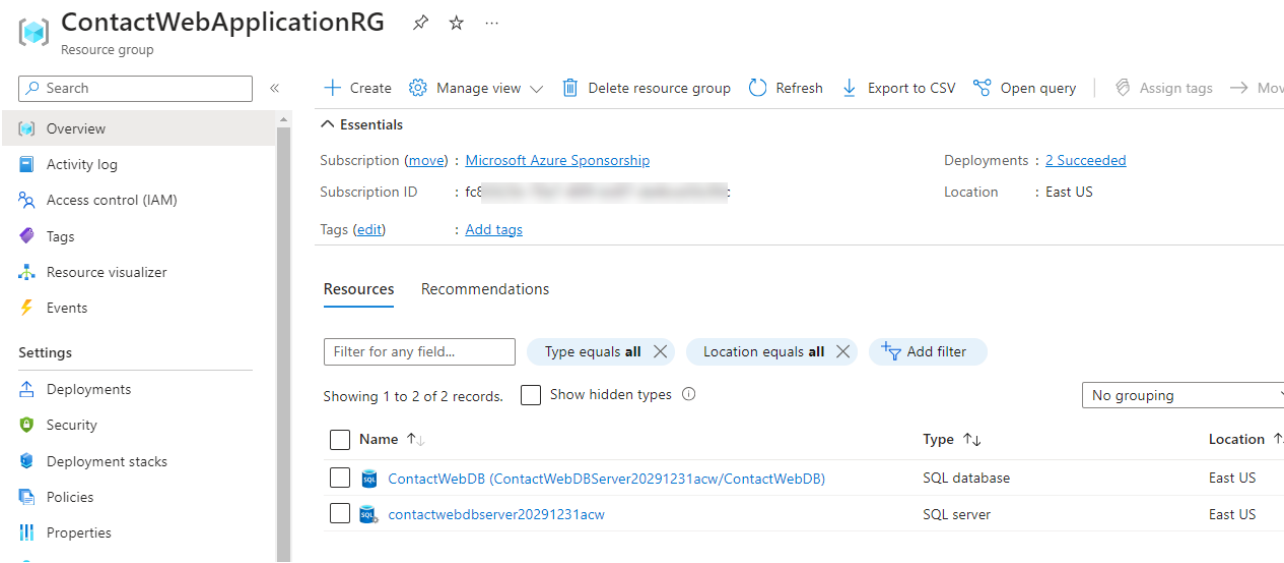 ContactWebApplicationRG
Resource group
Search
Overview
Activity log
Access control (IAM)
Tags
Resource visualizer
Events
Settings
Deployments
Security
Deployment stacks
Policies
Properties
Create Manage view Delete resource group Refresh Export to CSV Open query Assign tags
Essentials
Subscription (move) : Microsoft Azure Sponsorship Deployments : 2 Succeeded
Subscription ID : Location : East US
Tags (edit) : Add tags
Resources Recommendations
Filter for any field... Type equals all Location equals all Add filter
Showing 1 to 2 of 2 records. Show hidden types No grouping
Name Type Location
ContactWebDB (ContactWebDBServer20291231acw/ContactWebDB) SQL database East US
contactwebdbserver20291231acw SQL server East US